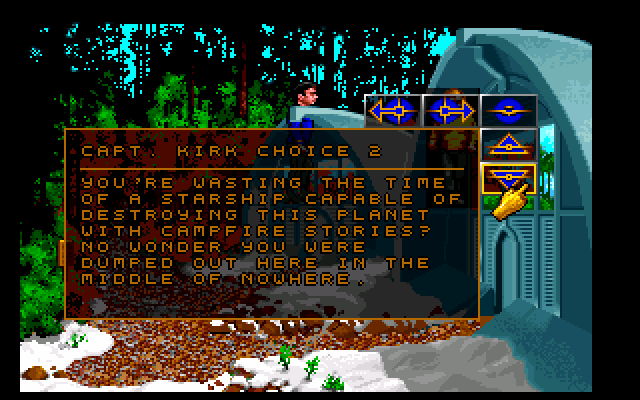 CAPT. KIRK CHOICE 2
YOU'RE WASTING THE TIME
OF A STARSHIP CAPABLE OF
DESTROYING THIS PLANET
WITH CAMPFIRE STORIES?
NO WONDER YOU WERE
DUMPED OUT HERE IN THE
MIDDLE OF NOWHERE.